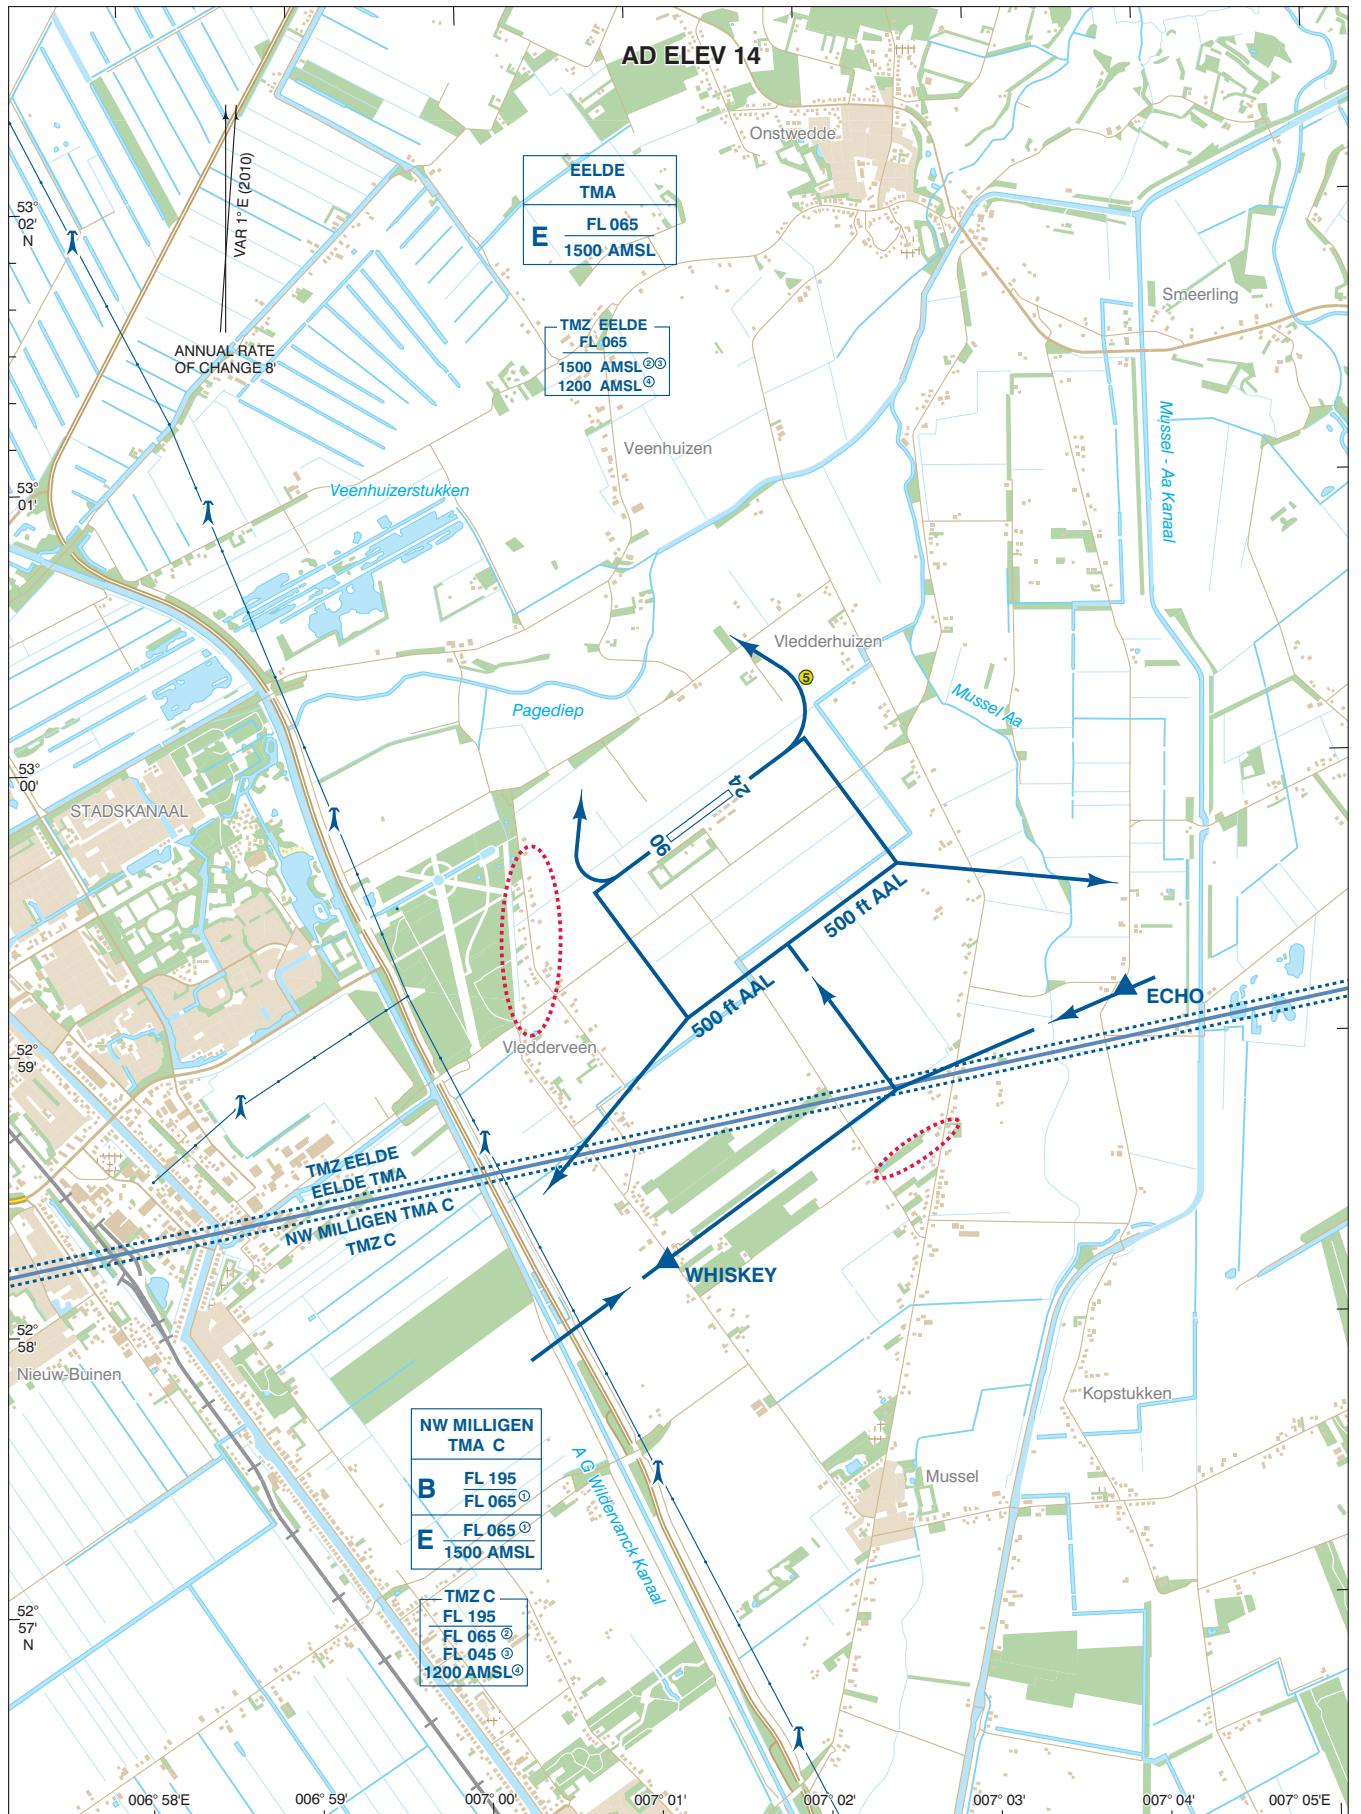 AD ELEV 14
Onstwedde
EELDE
TMA
E
FL 065
1500 AMSL
VAR 1° E (2010)
53°
02'
N
Smeerling
TMZ EELDE
FL 065
1500 AMSL②③
1200 AMSL④
ANNUAL RATE
OF CHANGE 8'
Mussel - Aa Kanaal
Veenhuizen
Veenhuizerstukken
53°
01'
Vledderhuizen
5
Mussel Aa
Pagediep
53°
00'
24
06
STADSKANAAL
500 ft AAL
500 ft AAL
ECHO
Vledderveen
52°
59'
TMZ EELDE
EELDE TMA
NW MILLIGEN TMA C
TMZ C
WHISKEY
52°
58'
Nieuw-Buinen
Kopstukken
NW MILLIGEN
TMA C
B
FL 195
FL 065①
E
FL 065①
1500 AMSL
A G Wildervanck Kanaal
Mussel
TMZ C
FL 195
FL 065②
FL 045③
1200 AMSL④
52°
57'
N
006° 58'E
006° 59'
007° 00'
007° 01'
007° 02'
007° 03'
007° 04'
007° 05'E